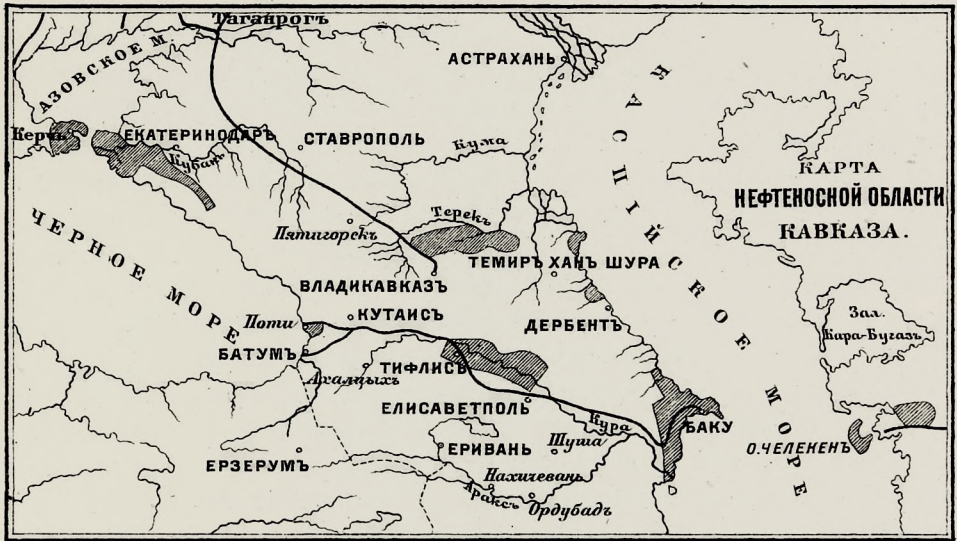 Таганрогъ
АЗОВСКОЕ М.
АСТРАХАНЬ
КАСПІЙСКОЕ МОРЕ
Керчь
ЕКАТЕРИНОДАРЪ
СТАВРОПОЛЬ
Кубань
Кума
КАРТА
НЕФТЕНОСНОЙ ОБЛАСТИ
КАВКАЗА.
ЧЕРНОЕ МОРЕ
Пятигорскъ
Терекъ
ТЕМИРЪ ХАНЪ ШУРА
ВЛАДИКАВКАЗЪ
Поти
КУТАИСЪ
ДЕРБЕНТЪ
Зал.
Кара-Бугазъ
БАТУМЪ
Ахалцыхъ
ТИФЛИСЪ
ЕЛИСАВЕТПОЛЬ
Кура
БАКУ
ЕРЗЕРУМЪ
ЕРИВАНЬ
Шуша
О.ЧЕЛЕКЕНЪ
Нахичевань
Араксъ
Ордубадъ